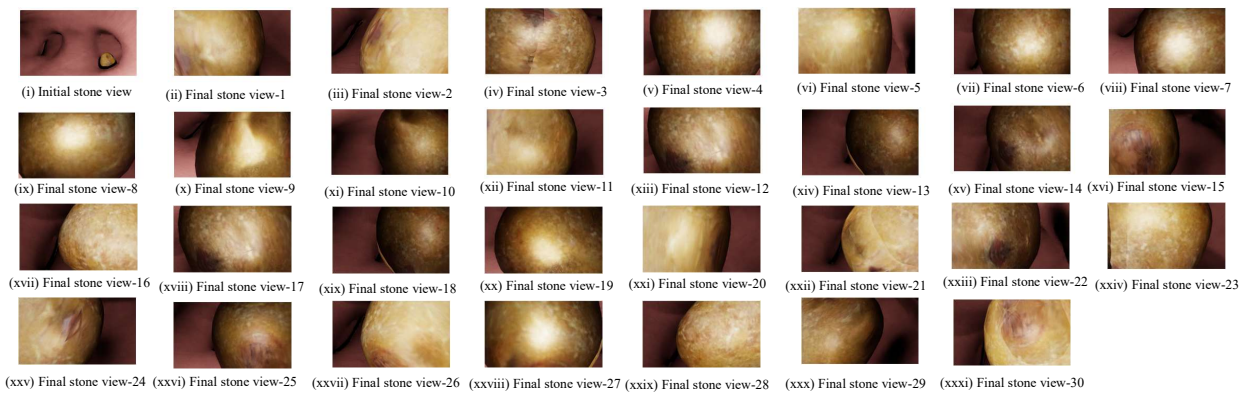 (i) Initial stone view
(ii) Final stone view-1
(iii) Final stone view-2
(iv) Final stone view-3
(v) Final stone view-4
(vi) Final stone view-5
(vii) Final stone view-6
(viii) Final stone view-7
(ix) Final stone view-8
(x) Final stone view-9
(xi) Final stone view-10
(xii) Final stone view-11
(xiii) Final stone view-12
(xiv) Final stone view-13
(xv) Final stone view-14
(xvi) Final stone view-15
(xvii) Final stone view-16
(xviii) Final stone view-17
(xix) Final stone view-18
(xx) Final stone view-19
(xxi) Final stone view-20
(xxii) Final stone view-21
(xxiii) Final stone view-22
(xxiv) Final stone view-23
(xxv) Final stone view-24
(xxvi) Final stone view-25
(xxvii) Final stone view-26
(xxviii) Final stone view-27
(xxix) Final stone view-28
(xxx) Final stone view-29
(xxxi) Final stone view-30